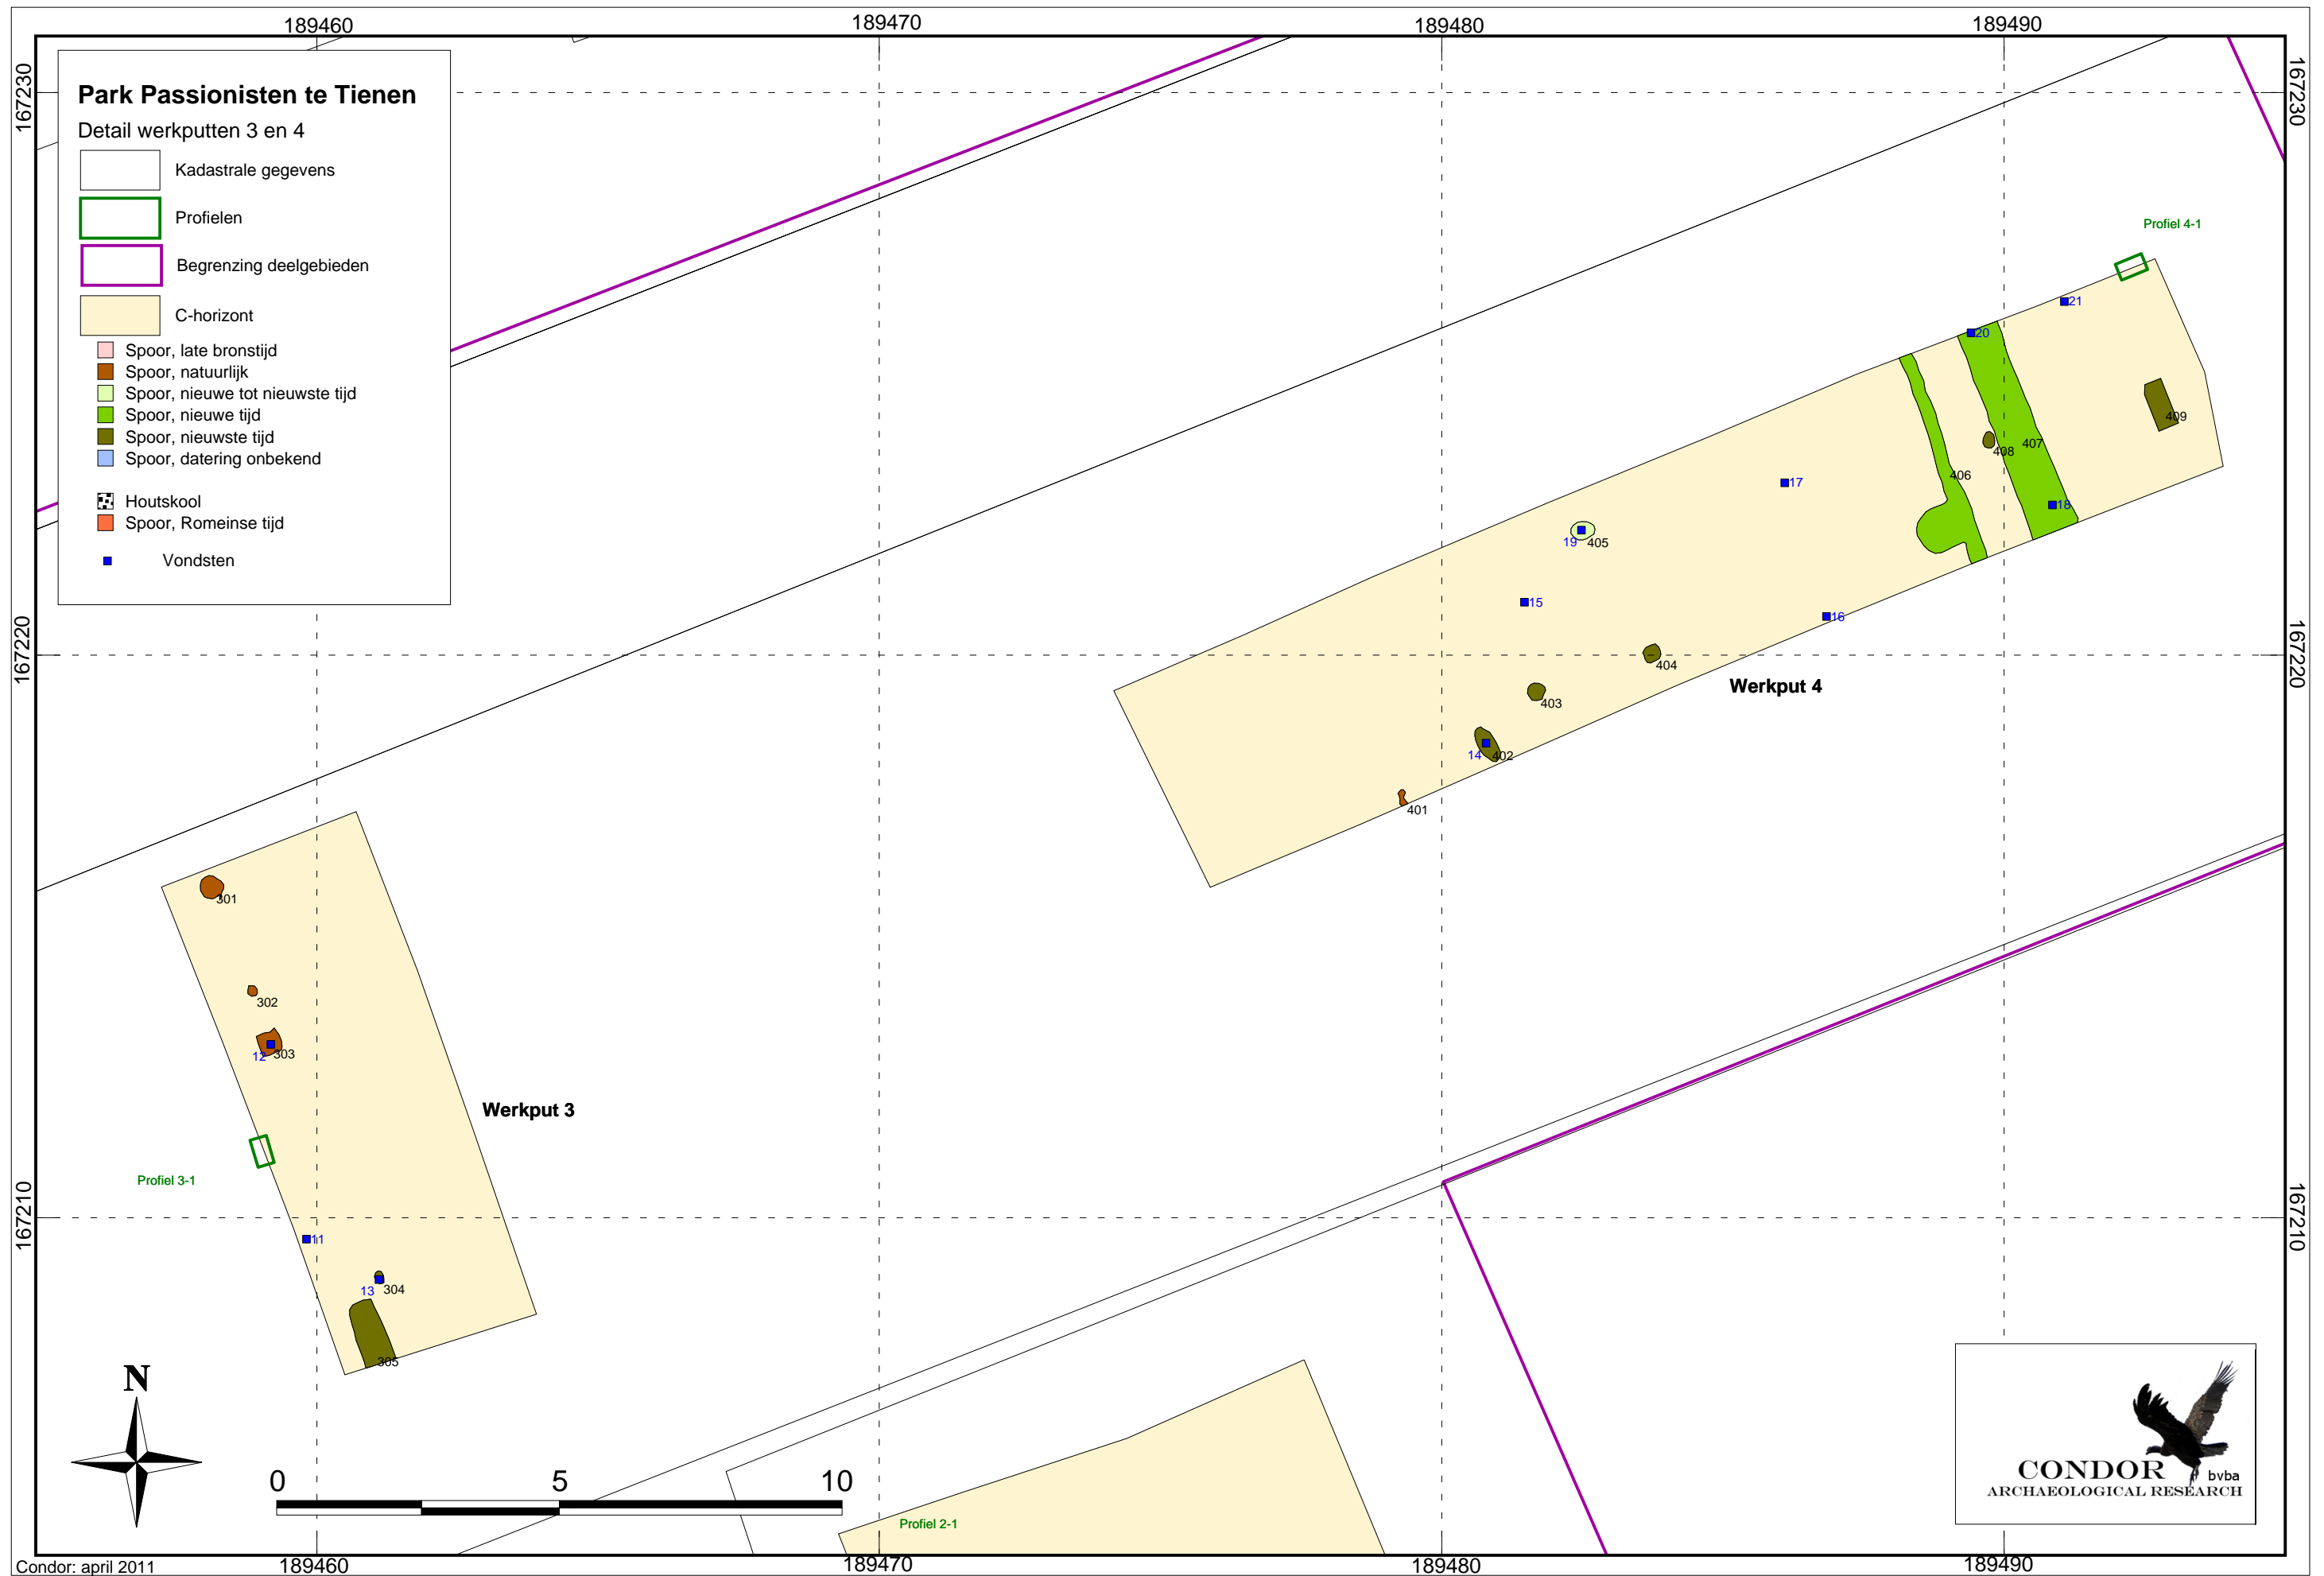 189460
189470
189480
189490
167230
167230
Park Passionisten te Tienen
Detail werkputten 3 en 4
Kadastrale gegevens
Profielen
Begrenzing deelgebieden
C-horizont
Spoor, late bronstijd
Spoor, natuurlijk
Spoor, nieuwe tot nieuwste tijd
Spoor, nieuwe tijd
Spoor, nieuwste tijd
Spoor, datering onbekend
Houtskool
Spoor, Romeinse tijd
Vondsten
Profiel 4-1
21
20
409
407
408
406
17
18
19
405
15
16
167220
167220
404
Werkput 4
403
14
402
401
301
302
12
303
Werkput 3
Profiel 3-1
167210
167210
11
13
304
305
N
0
5
10
Profiel 2-1
CONDOR
bvba
ARCHAEOLOGICAL RESEARCH
Condor: april 2011
189460
189470
189480
189490